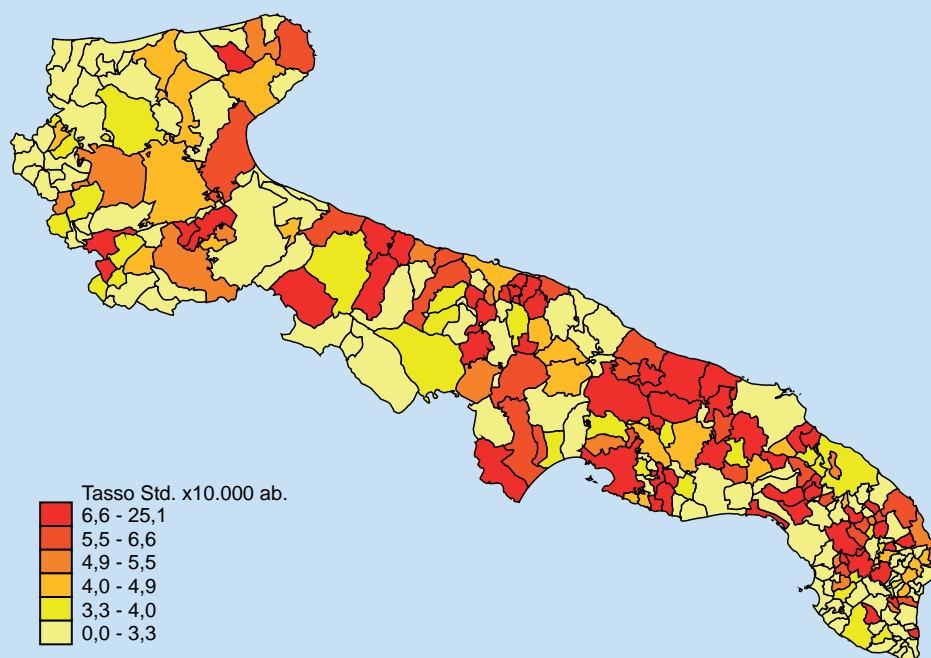 Tasso Std. x10.000 ab.
6,6 - 25,1
5,5 - 6,6
4,9 - 5,5
4,0 - 4,9
3,3 - 4,0
0,0 - 3,3